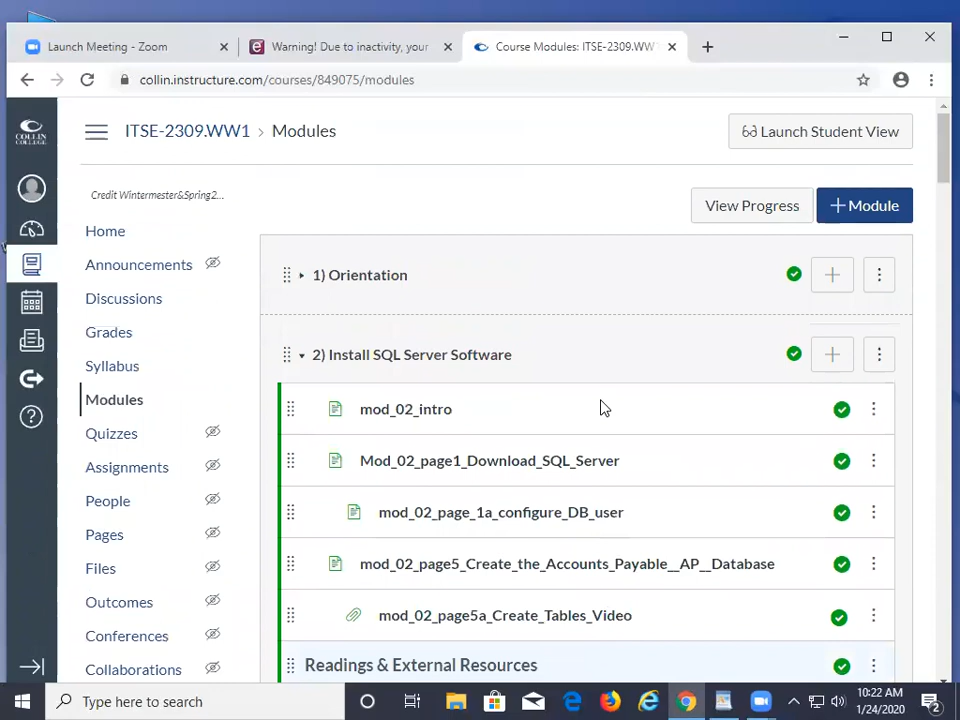 Launch Meeting - Zoom
Warning! Due to inactivity, your
Course Modules: ITSE-2309.WW
collin.instructure.com/courses/849075/modules
COLLIN
COLLEGE
ITSE-2309.WW1 › Modules
Launch Student View
Credit Wintermester&Spring2...
View Progress
+ Module
Home
Announcements
Discussions
Grades
Syllabus
Modules
Quizzes
Assignments
People
Pages
Files
Outcomes
Conferences
Collaborations
1) Orientation
2) Install SQL Server Software
mod_02_intro
Mod_02_page1_Download_SQL_Server
mod_02_page_1a_configure_DB_user
mod_02_page5_Create_the_Accounts_Payable__AP__Database
mod_02_page5a_Create_Tables_Video
Readings & External Resources
Type here to search
10:22 AM
1/24/2020
2